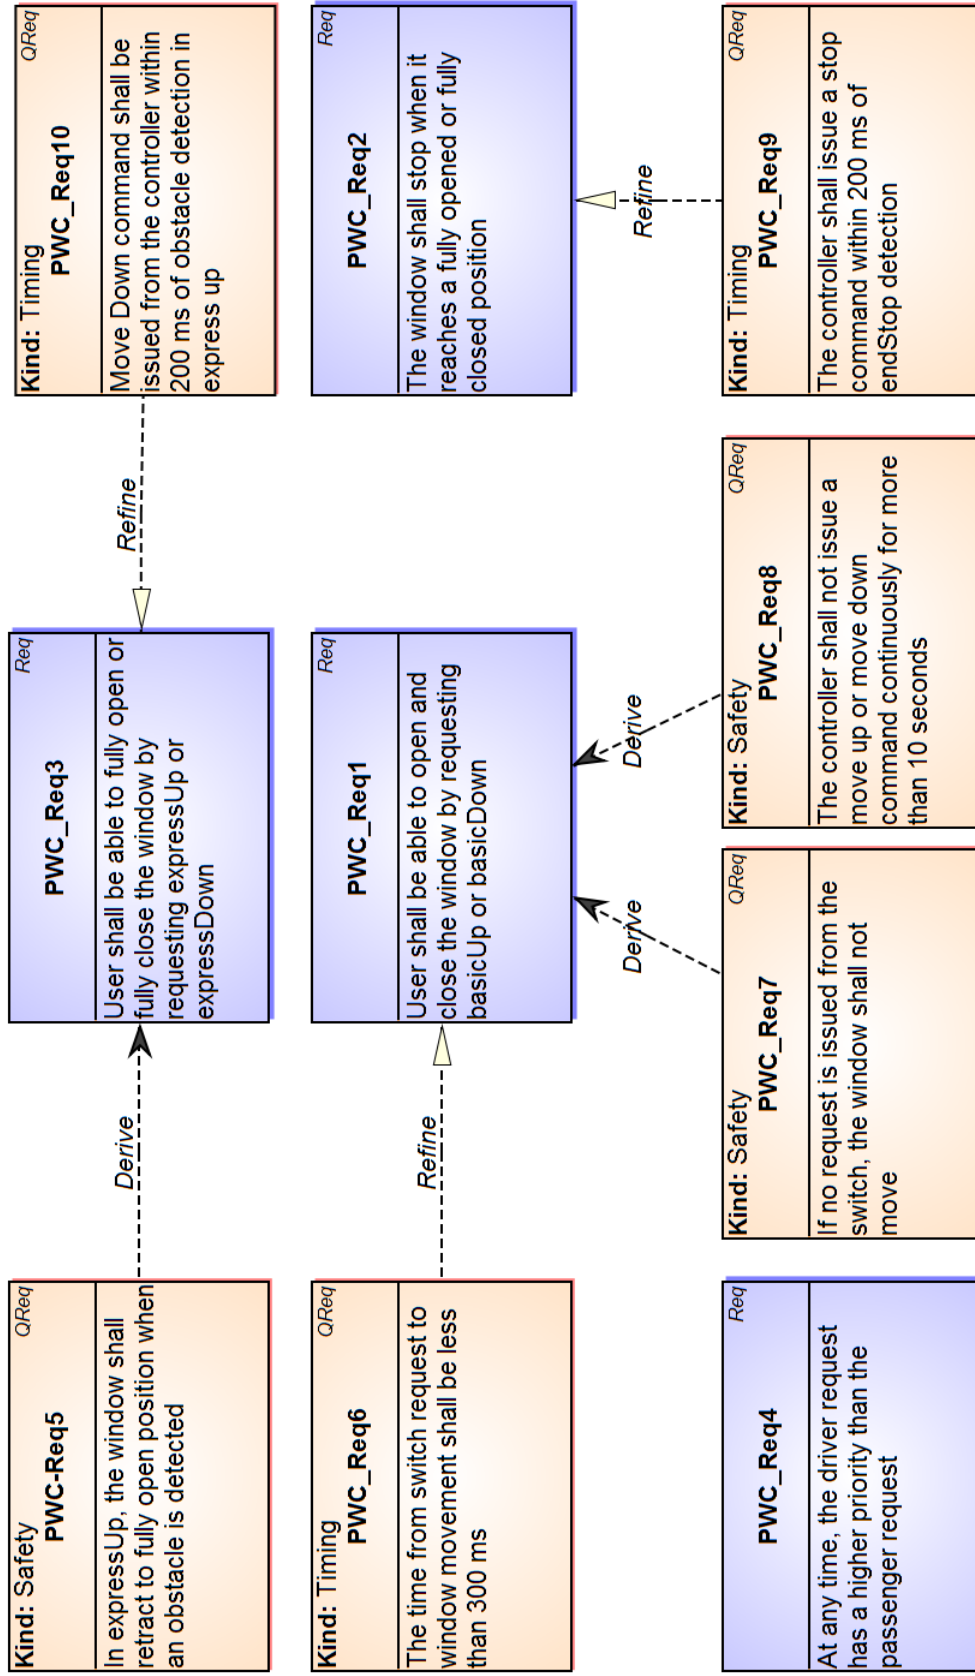 Kind: Safety
QReq
PWC-Req5
In expressUp, the window shall
retract to fully open position when
an obstacle is detected
Derive
Req
PWC_Req3
User shall be able to fully open or
fully close the window by
requesting expressUp or
expressDown
Refine
Kind: Timing
QReq
PWC_Req10
Move Down command shall be
issued from the controller within
200 ms of obstacle detection in
express up
Kind: Timing
QReq
PWC_Req6
The time from switch request to
window movement shall be less
than 300 ms
Refine
Req
PWC_Req1
User shall be able to open and
close the window by requesting
basicUp or basicDown
Req
PWC_Req2
The window shall stop when it
reaches a fully opened or fully
closed position
Derive
Derive
Refine
Req
PWC_Req4
At any time, the driver request
has a higher priority than the
passenger request
Kind: Safety
QReq
PWC_Req7
If no request is issued from the
switch, the window shall not
move
Kind: Safety
QReq
PWC_Req8
The controller shall not issue a
move up or move down
command continuously for more
than 10 seconds
Kind: Timing
QReq
PWC_Req9
The controller shall issue a stop
command within 200 ms of
endStop detection